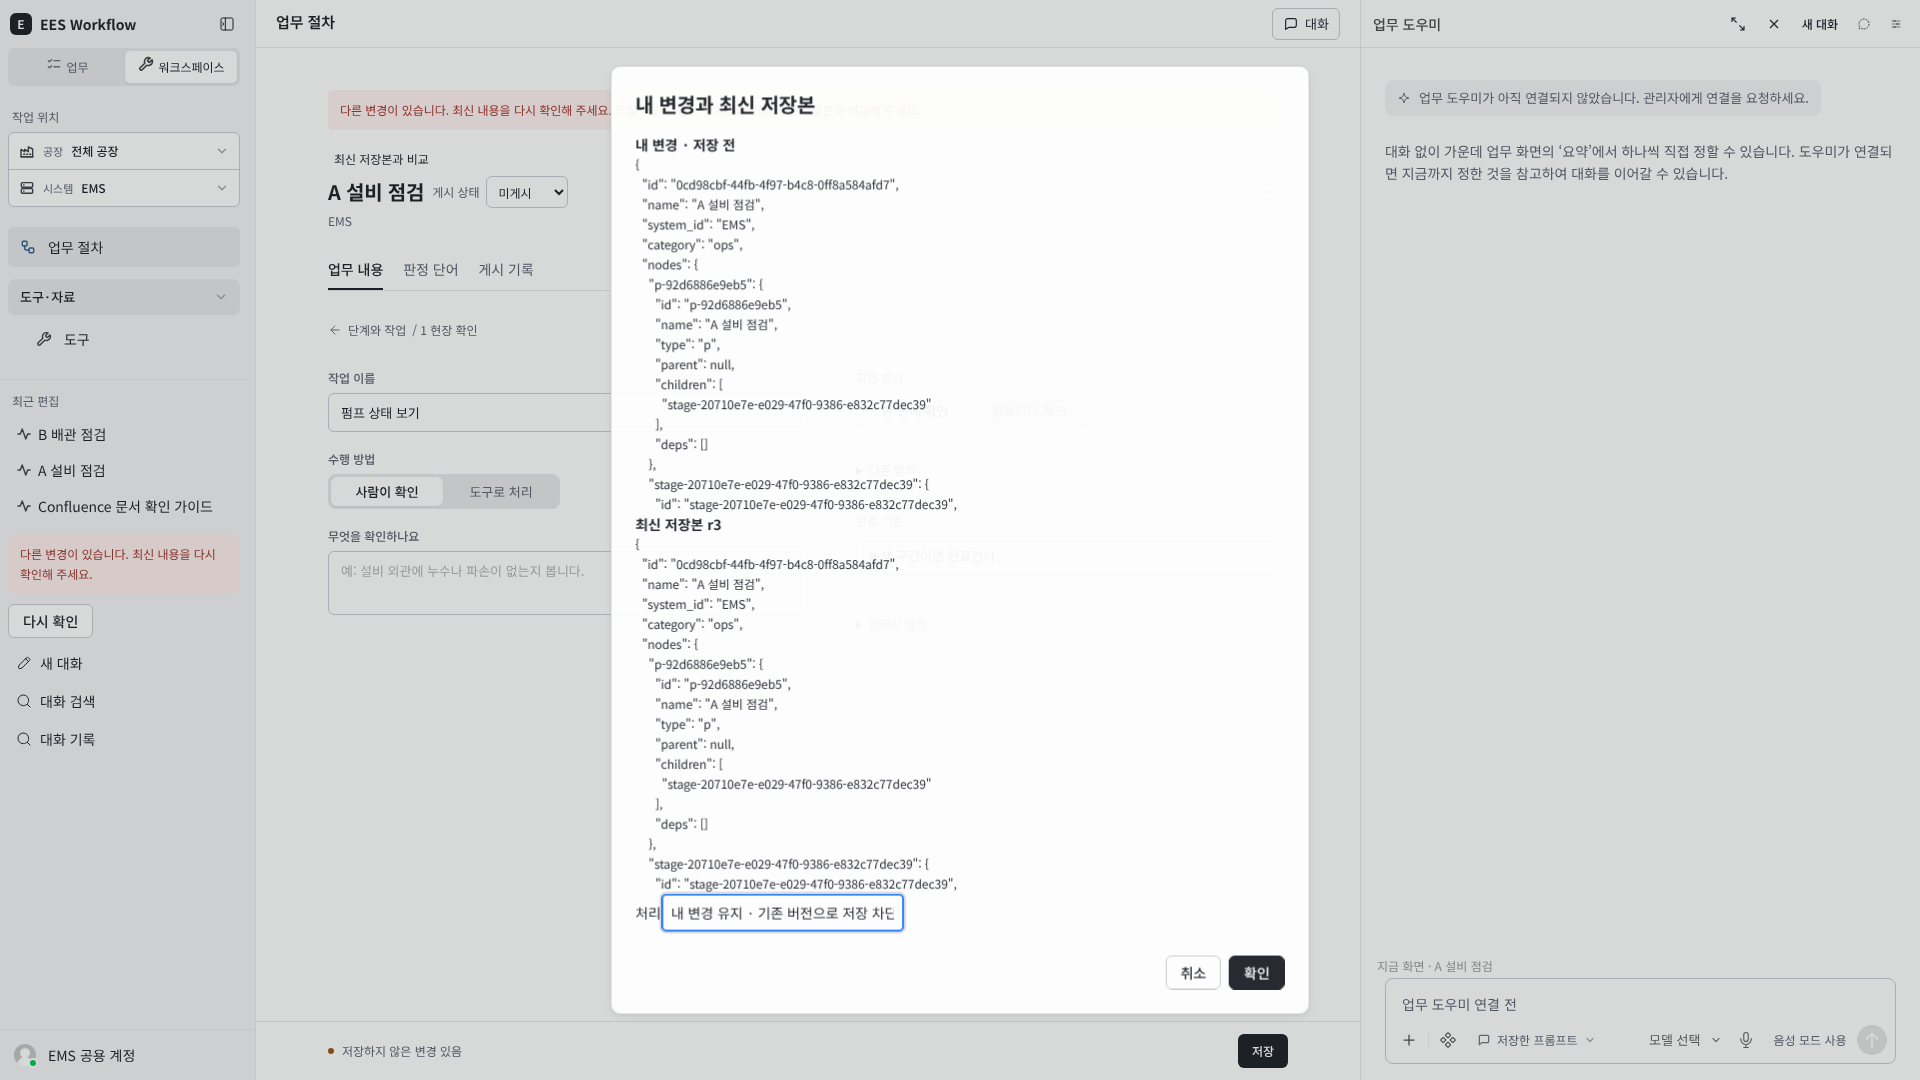 E EES Workflow
업무
워크스페이스
작업 위치
공장 전체 공장
시스템 EMS
업무 절차
도구·자료
도구
최근 편집
B 배관 점검
A 설비 점검
Confluence 문서 확인 가이드
다른 변경이 있습니다. 최신 내용을 다시
확인해 주세요.
다시 확인
새 대화
대화 검색
대화 기록
EMS 공용 계정
업무 절차
대화
다른 변경이 있습니다. 최신 내용을 다시 확인해 주세요.
최신 저장본과 비교
A 설비 점검 게시 상태 미게시
EMS
업무 내용 판정 단어 게시 기록
단계와 작업 / 1 현장 확인
작업 이름
펌프 상태 보기
수행 방법
사람이 확인 도구로 처리
무엇을 확인하나요
예: 설비 외관에 누수나 파손이 없는지 봅니다.
저장하지 않은 변경 있음
저장
내 변경과 최신 저장본
내 변경 · 저장 전
{
"id": "0cd98cbf-44fb-4f97-b4c8-0ff8a584afd7",
"name": "A 설비 점검",
"system_id": "EMS",
"category": "ops",
"nodes": {
"p-92d6886e9eb5": {
"id": "p-92d6886e9eb5",
"name": "A 설비 점검",
"type": "p",
"parent": null,
"children": [
"stage-20710e7e-e029-47f0-9386-e832c77dec39"
],
"deps": []
},
"stage-20710e7e-e029-47f0-9386-e832c77dec39": {
"id": "stage-20710e7e-e029-47f0-9386-e832c77dec39",
최신 저장본 r3
{
"id": "0cd98cbf-44fb-4f97-b4c8-0ff8a584afd7",
"name": "A 설비 점검",
"system_id": "EMS",
"category": "ops",
"nodes": {
"p-92d6886e9eb5": {
"id": "p-92d6886e9eb5",
"name": "A 설비 점검",
"type": "p",
"parent": null,
"children": [
"stage-20710e7e-e029-47f0-9386-e832c77dec39"
],
"deps": []
},
"stage-20710e7e-e029-47f0-9386-e832c77dec39": {
"id": "stage-20710e7e-e029-47f0-9386-e832c77dec39",
처리 내 변경 유지 · 기존 버전으로 저장 차단
취소 확인
업무 도우미
새 대화
업무 도우미가 아직 연결되지 않았습니다. 관리자에게 연결을 요청하세요.
대화 없이 가운데 업무 화면의 ‘요약’에서 하나씩 직접 정할 수 있습니다. 도우미가 연결되
면 지금까지 정한 것을 참고하여 대화를 이어갈 수 있습니다.
지금 화면 · A 설비 점검
업무 도우미 연결 전
저장한 프롬프트
모델 선택
음성 모드 사용